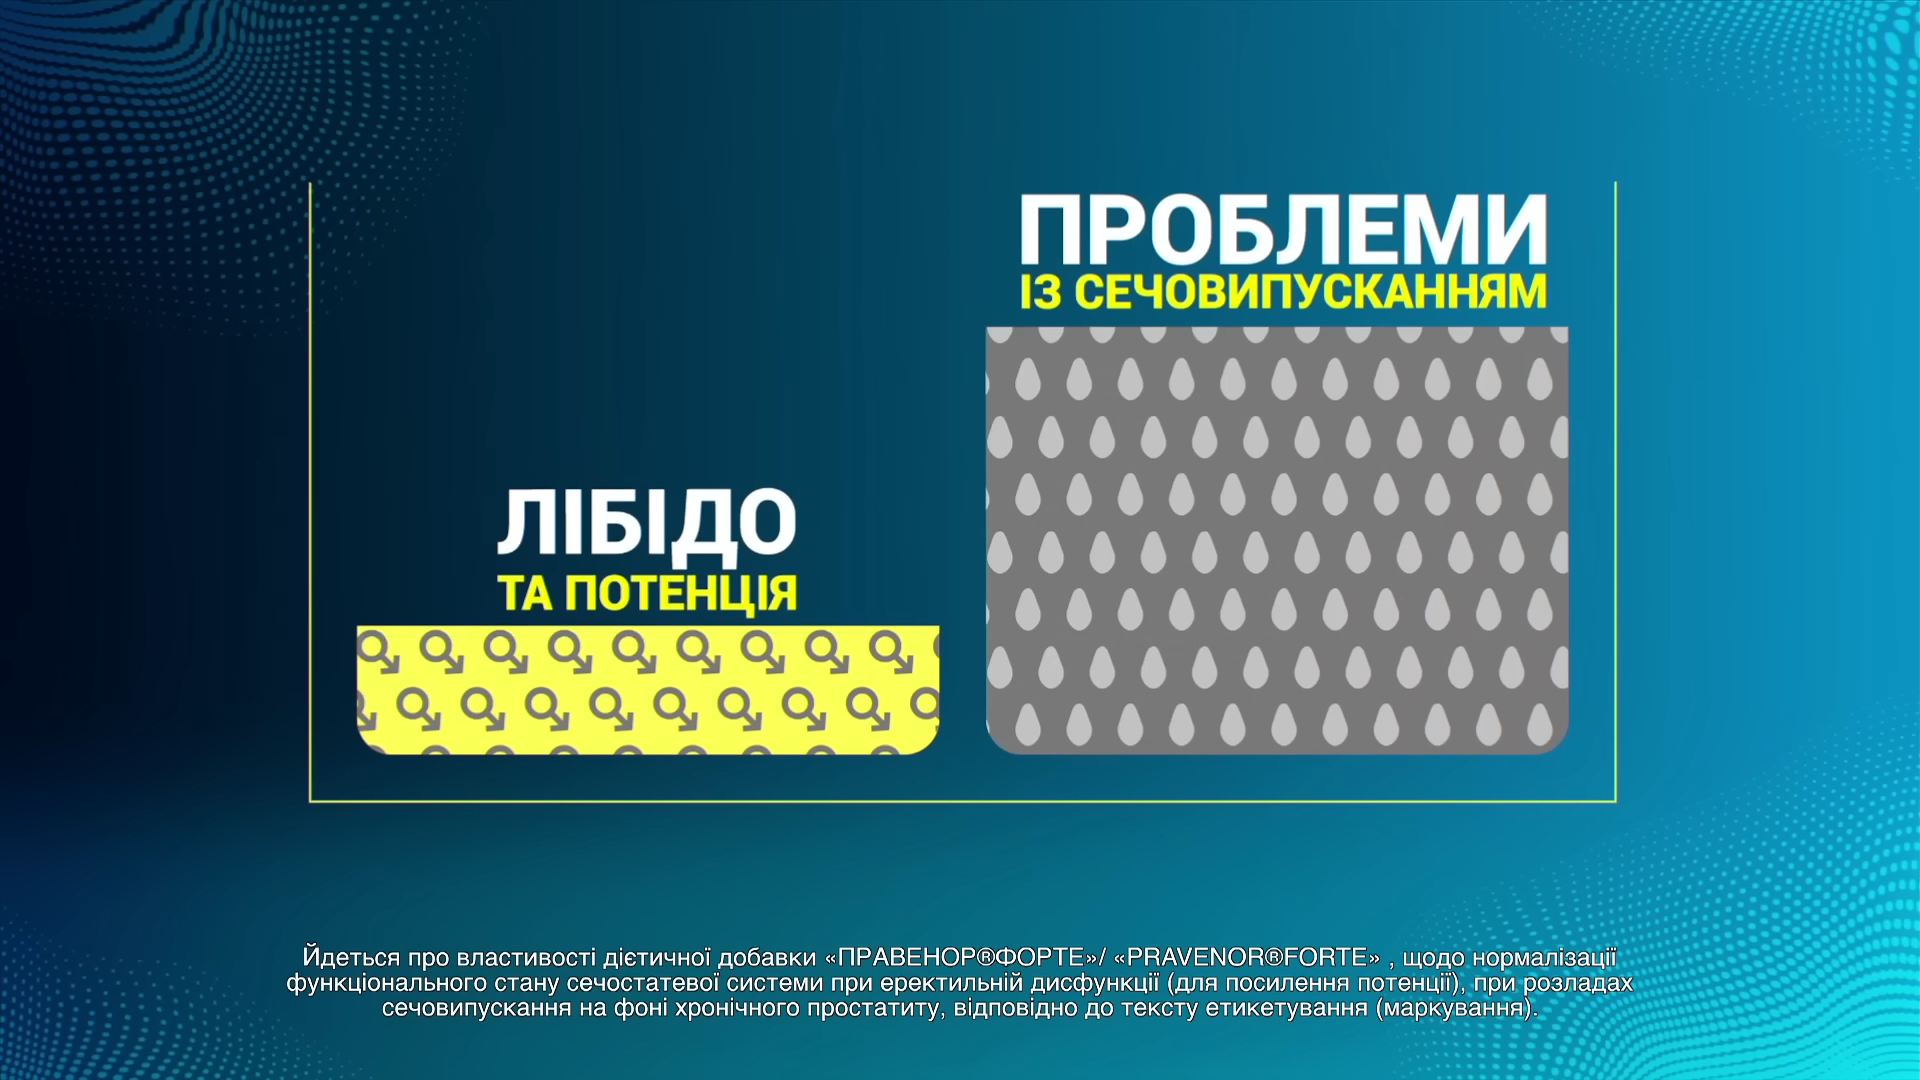 ПРОБЛЕМИ
ІЗ СЕЧОВИПУСКАННЯМ
ЛІБІДО
ТА ПОТЕНЦІЯ
Йдеться про властивості дієтичної добавки «ПРАВЕНОР®ФОРТЕ»/ «PRAVENOR®FORTE» , щодо нормалізації
функціонального стану сечостатевої системи при еректильній дисфункції (для посилення потенції), при розладах
сечовипускання на фоні хронічного простатиту, відповідно до тексту етикетування (маркування).